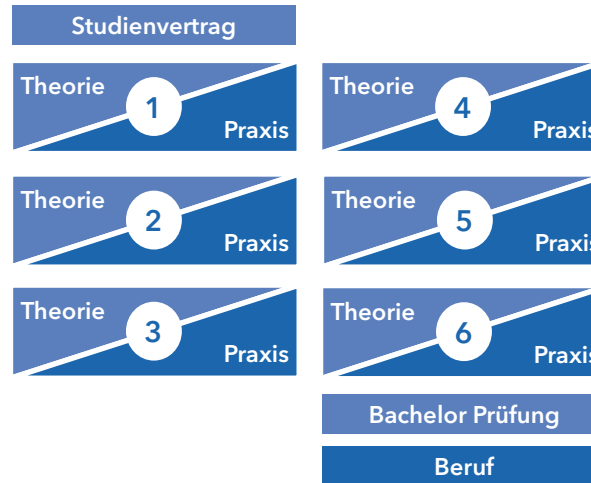 Studienvertrag
Theorie
1
Praxis
Theorie
2
Praxis
Theorie
3
Praxis
Theorie
4
Praxis
Theorie
5
Praxis
Theorie
6
Praxis
Bachelor Prüfung
Beruf